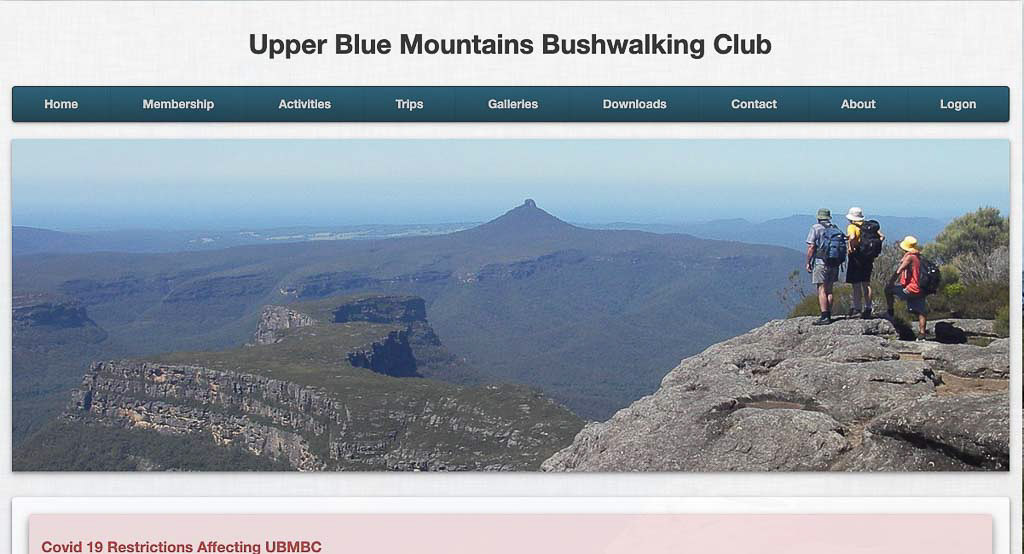 Upper Blue Mountains Bushwalking Club
Home Membership Activities Trips Galleries Downloads Contact About Logon
Covid 19 Restrictions Affecting UBMBC